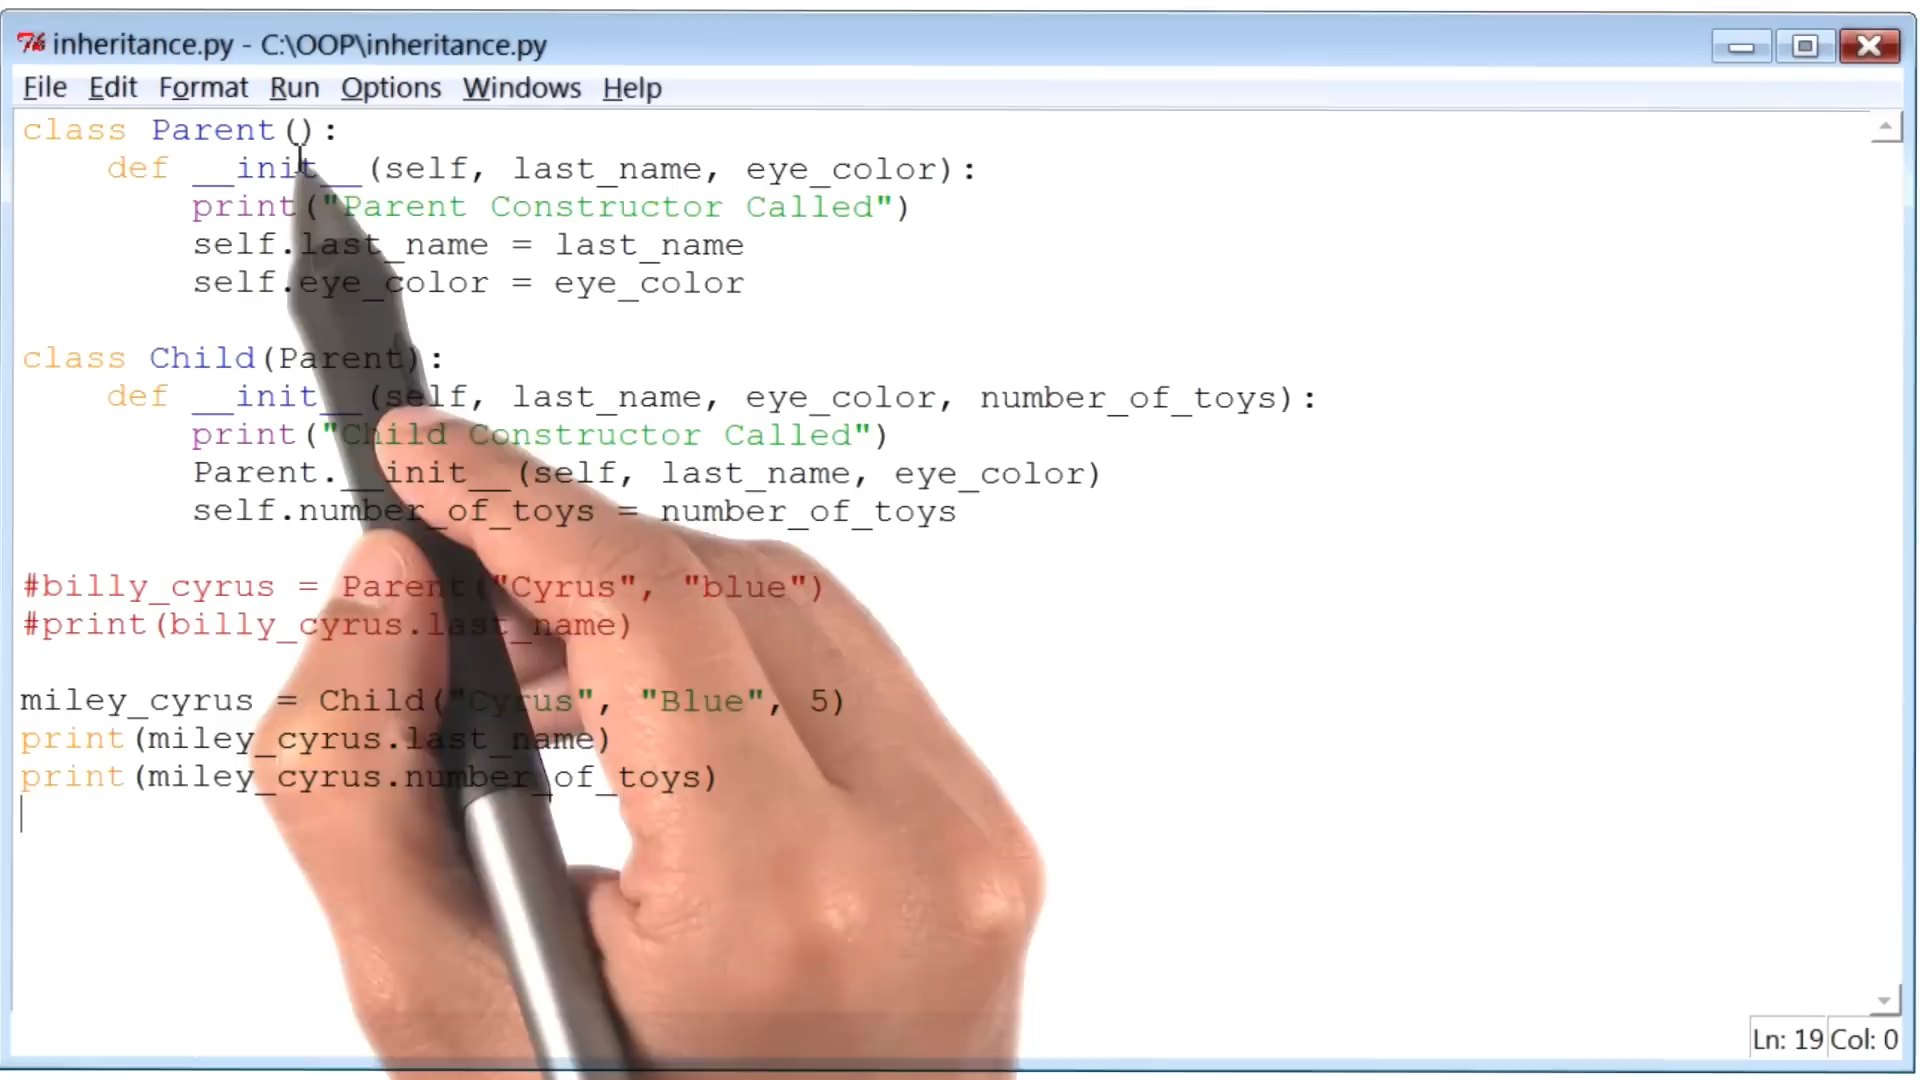 inheritance.py - C:\OOP\inheritance.py
File Edit Format Run Options Windows Help
class Parent():
    def __init__(self, last_name, eye_color):
        print("Parent Constructor Called")
        self.last_name = last_name
        self.eye_color = eye_color
class Child(Parent):
    def __init__(self, last_name, eye_color, number_of_toys):
        print("Child Constructor Called")
        Parent.__init__(self, last_name, eye_color)
        self.number_of_toys = number_of_toys
#billy_cyrus = Parent("Cyrus", "blue")
#print(billy_cyrus.last_name)
miley_cyrus = Child("Cyrus", "Blue", 5)
print(miley_cyrus.last_name)
print(miley_cyrus.number_of_toys)
Ln: 19 Col: 0